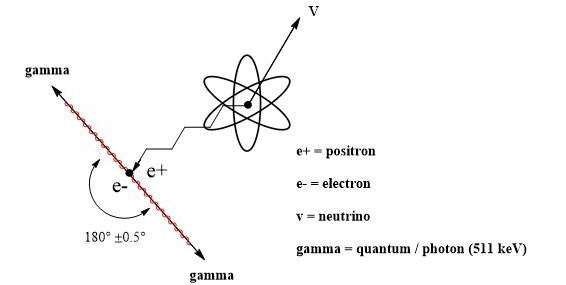 V
gamma
e+
e-
180° ±0.5°
gamma
e+ = positron
e- = electron
v = neutrino
gamma = quantum / photon (511 keV)